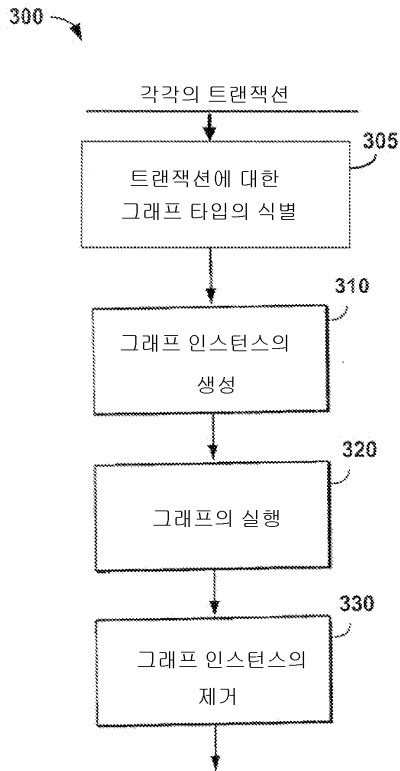 300
각각의 트랜잭션
305
트랜잭션에 대한
그래프 타입의 식별
310
그래프 인스턴스의
생성
320
그래프의 실행
330
그래프 인스턴스의
제거